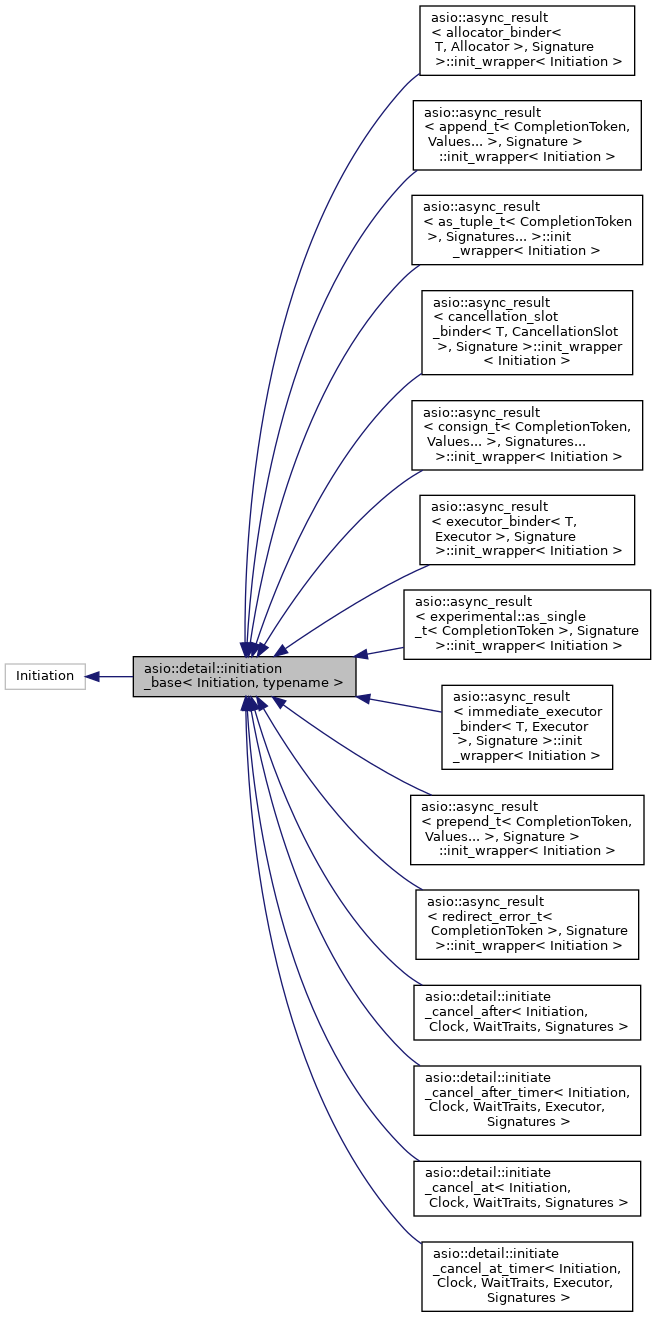 asio::async_result
< allocator_binder<
T, Allocator >, Signature
>::init_wrapper< Initiation >
asio::async_result
< append_t< CompletionToken,
Values... >, Signature >
::init_wrapper< Initiation >
asio::async_result
< as_tuple_t< CompletionToken
>, Signatures... >::init
_wrapper< Initiation >
asio::async_result
< cancellation_slot
_binder< T, CancellationSlot
>, Signature >::init_wrapper
< Initiation >
asio::async_result
< consign_t< CompletionToken,
Values... >, Signatures...
>::init_wrapper< Initiation >
asio::async_result
< executor_binder< T,
Executor >, Signature
>::init_wrapper< Initiation >
asio::async_result
< experimental::as_single
_t< CompletionToken >, Signature
>::init_wrapper< Initiation >
Initiation
asio::detail::initiation
_base< Initiation, typename >
asio::async_result
< immediate_executor
_binder< T, Executor
>, Signature >::init
_wrapper< Initiation >
asio::async_result
< prepend_t< CompletionToken,
Values... >, Signature >
::init_wrapper< Initiation >
asio::async_result
< redirect_error_t<
CompletionToken >, Signature
>::init_wrapper< Initiation >
asio::detail::initiate
_cancel_after< Initiation,
Clock, WaitTraits, Signatures >
asio::detail::initiate
_cancel_after_timer< Initiation,
Clock, WaitTraits, Executor,
Signatures >
asio::detail::initiate
_cancel_at< Initiation,
Clock, WaitTraits, Signatures >
asio::detail::initiate
_cancel_at_timer< Initiation,
Clock, WaitTraits, Executor,
Signatures >